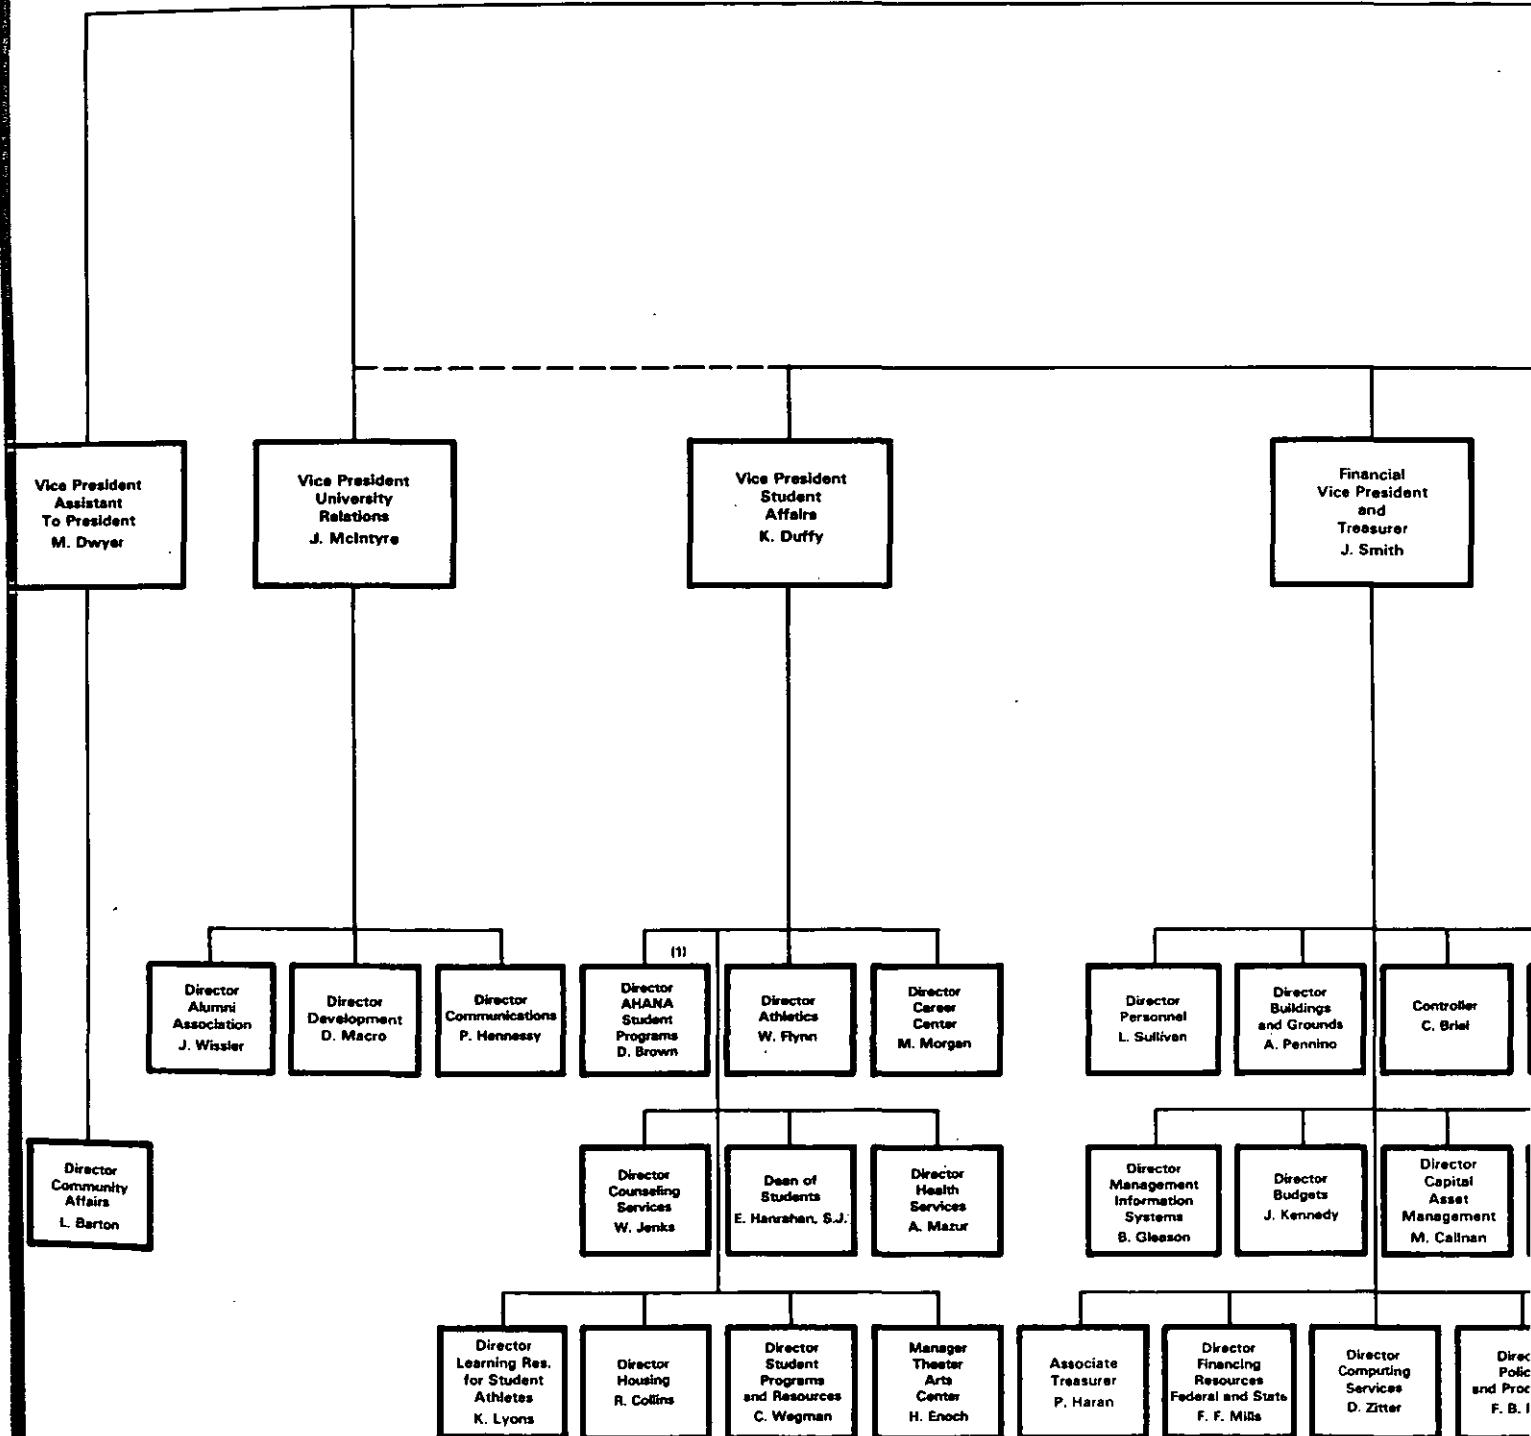 Vice President
Assistant
To President
M. Dwyer
Vice President
University
Relations
J. McIntyre
Vice President
Student
Affairs
K. Duffy
Financial
Vice President
and
Treasurer
J. Smith
(1)
Director
Alumni
Association
J. Wissler
Director
Development
D. Macro
Director
Communications
P. Hennessy
Director
AHANA
Student
Programs
D. Brown
Director
Athletics
W. Flynn
Director
Career
Center
M. Morgan
Director
Personnel
L. Sullivan
Director
Buildings
and Grounds
A. Pennino
Controller
C. Briel
Director
Community
Affairs
L. Barton
Director
Counseling
Services
W. Jenks
Dean of
Students
E. Hanrahan, S.J.
Director
Health
Services
A. Mazur
Director
Management
Information
Systems
B. Gleason
Director
Budgets
J. Kennedy
Director
Capital
Asset
Management
M. Callnan
Director
Learning Res.
for Student
Athletes
K. Lyons
Director
Housing
R. Collins
Director
Student
Programs
and Resources
C. Wegman
Manager
Theater
Arts
Center
H. Enoch
Associate
Treasurer
P. Haran
Director
Financing
Resources
Federal and State
F. F. Mills
Director
Computing
Services
D. Zitter
and
F. B.